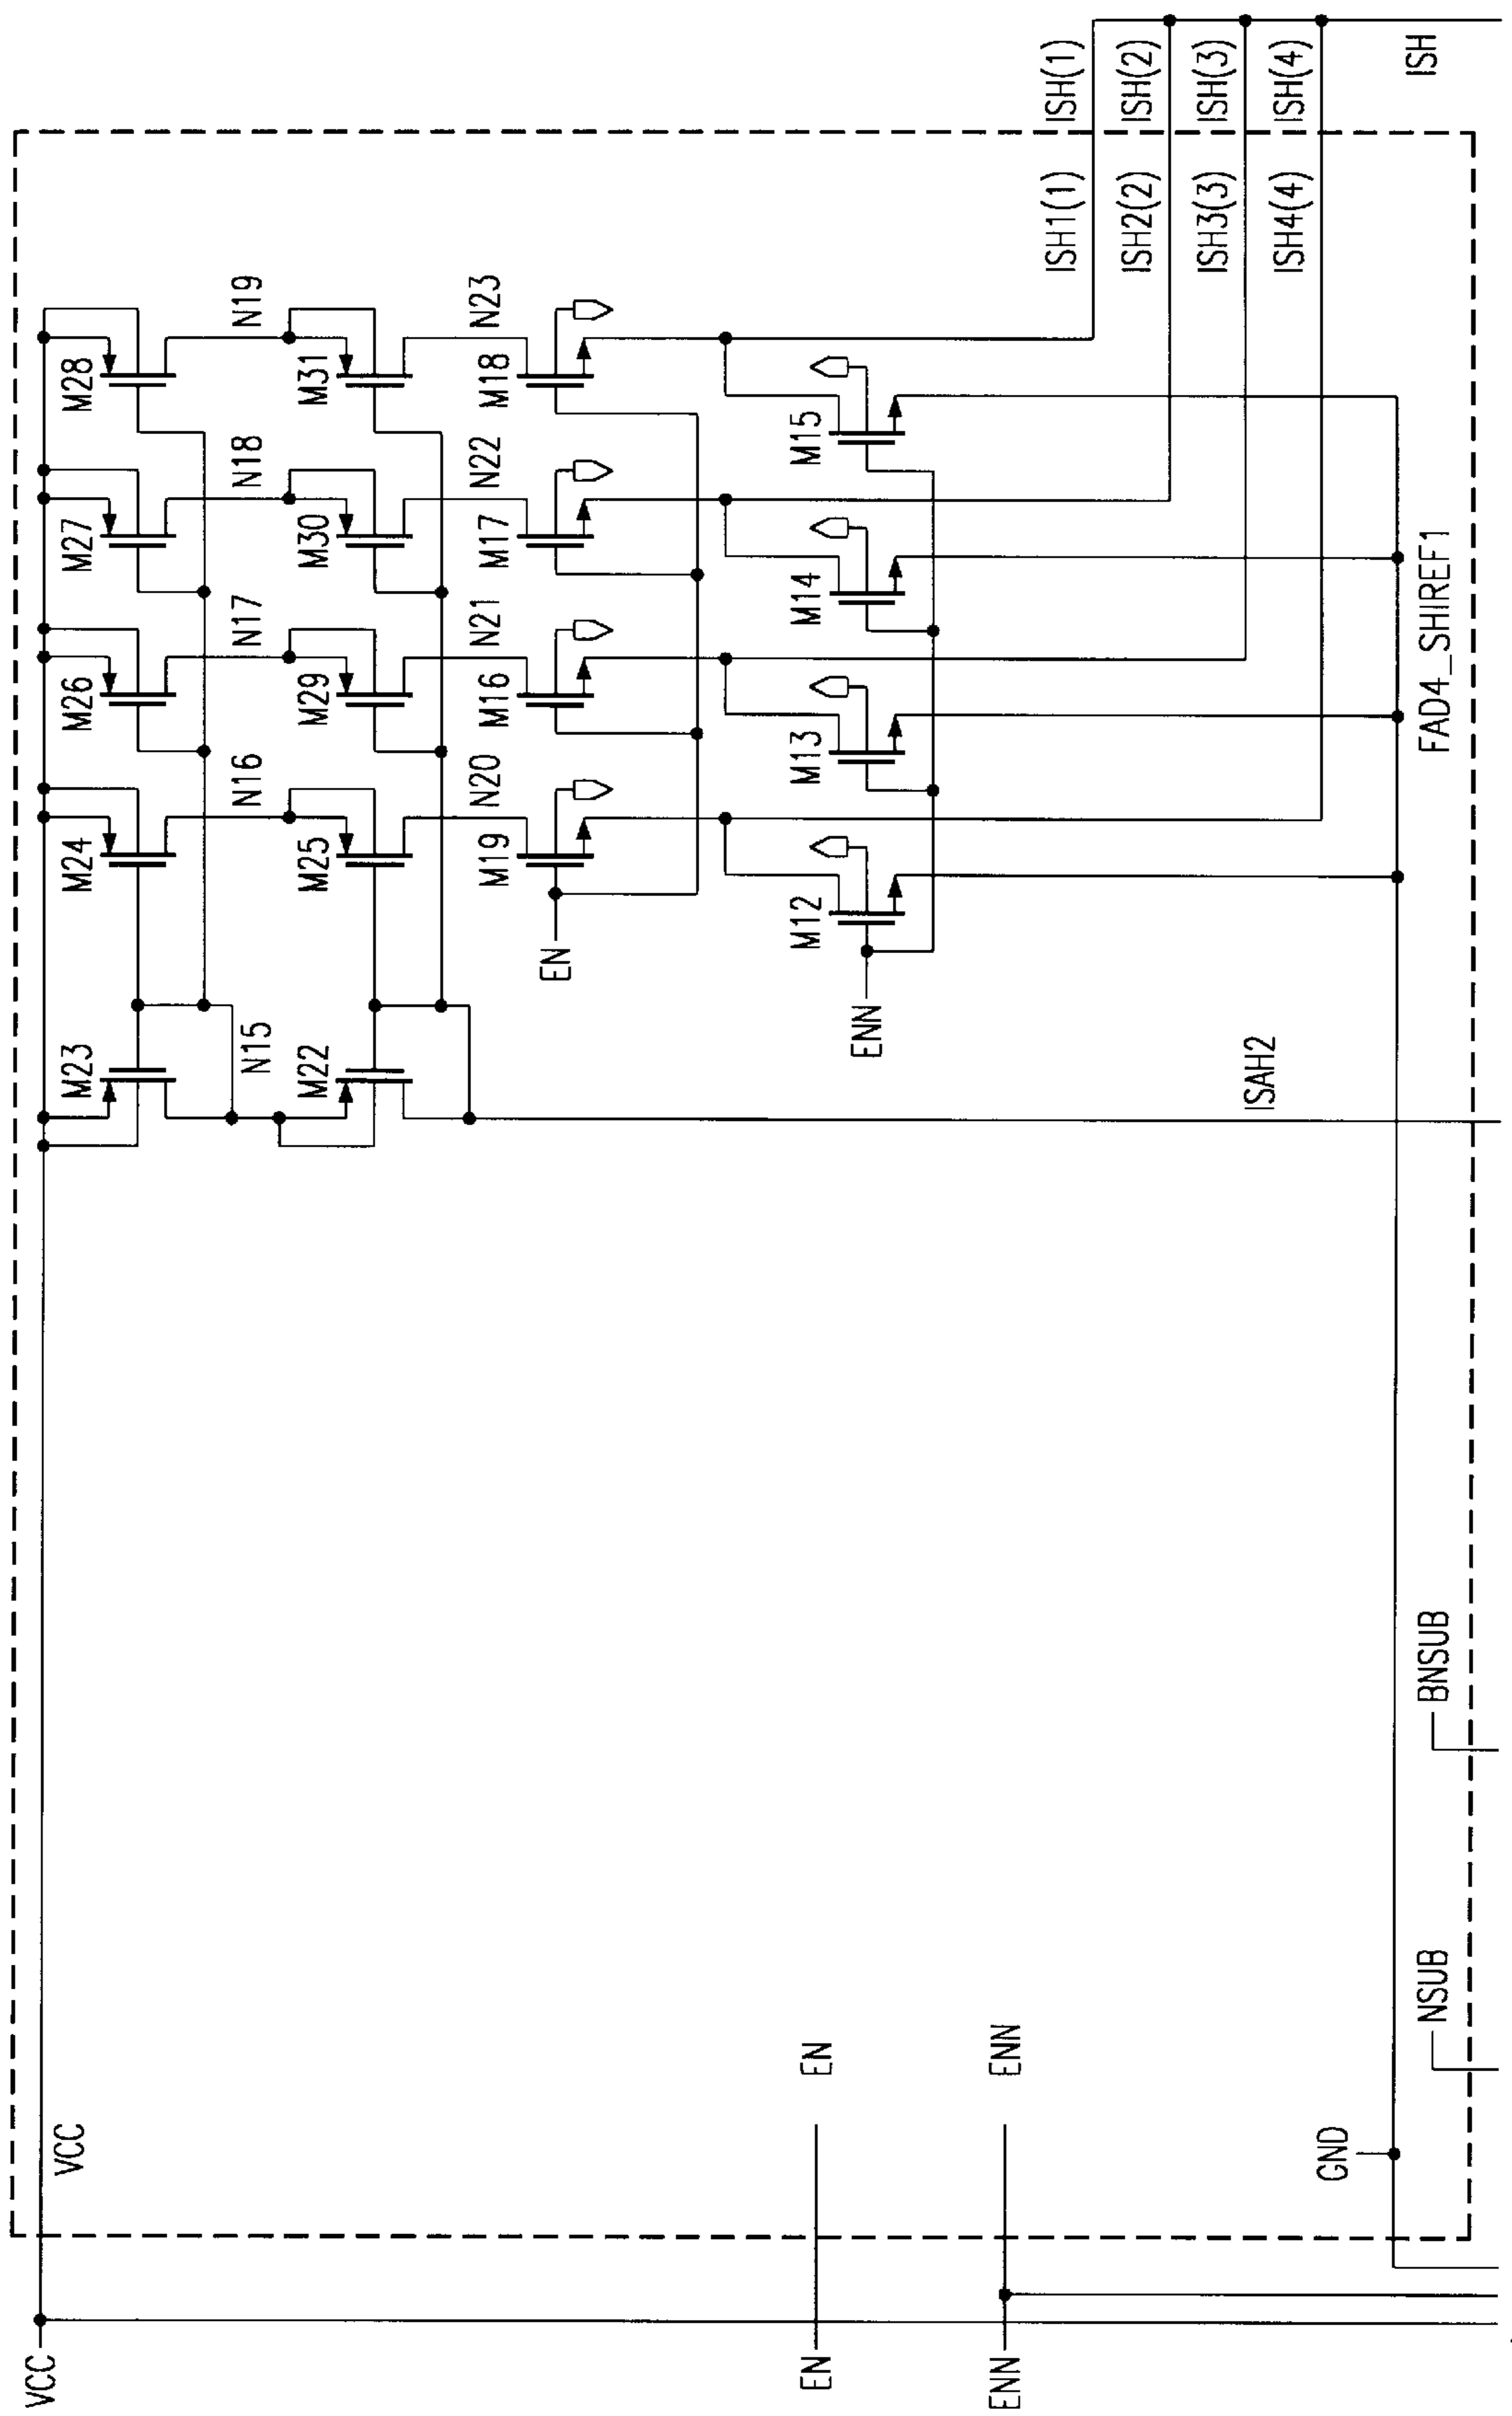 VCC
VCC
M23
M24
M26
M27
M28
N15
N16
N17
N18
N19
M22
M25
M29
M30
M31
N20
N21
N22
N23
EN
M19
M16
M17
M18
EN
EN
ENN
M12
M13
M14
M15
ENN
ENN
ISH1(1)
ISH(1)
ISH2(2)
ISH(2)
ISH3(3)
ISH(3)
ISH4(4)
ISH(4)
ISAH2
GND
NSUB
BNSUB
FAD4_SHIREF1
ISH